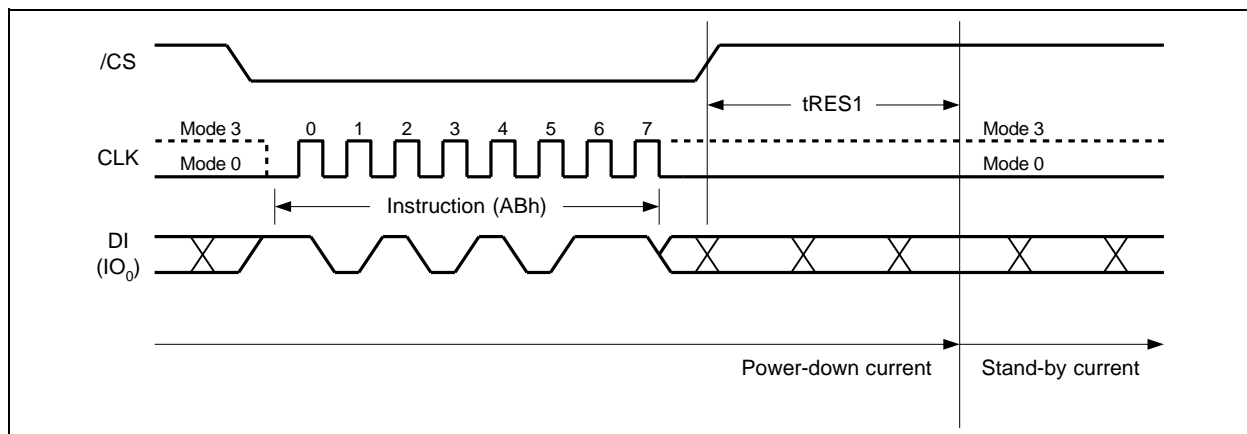 /CS
tRES1
Mode 3 0 1 2 3 4 5 6 7 Mode 3
CLK
Mode 0 Mode 0
Instruction (ABh)
DI
(IO₀)
Power-down current Stand-by current